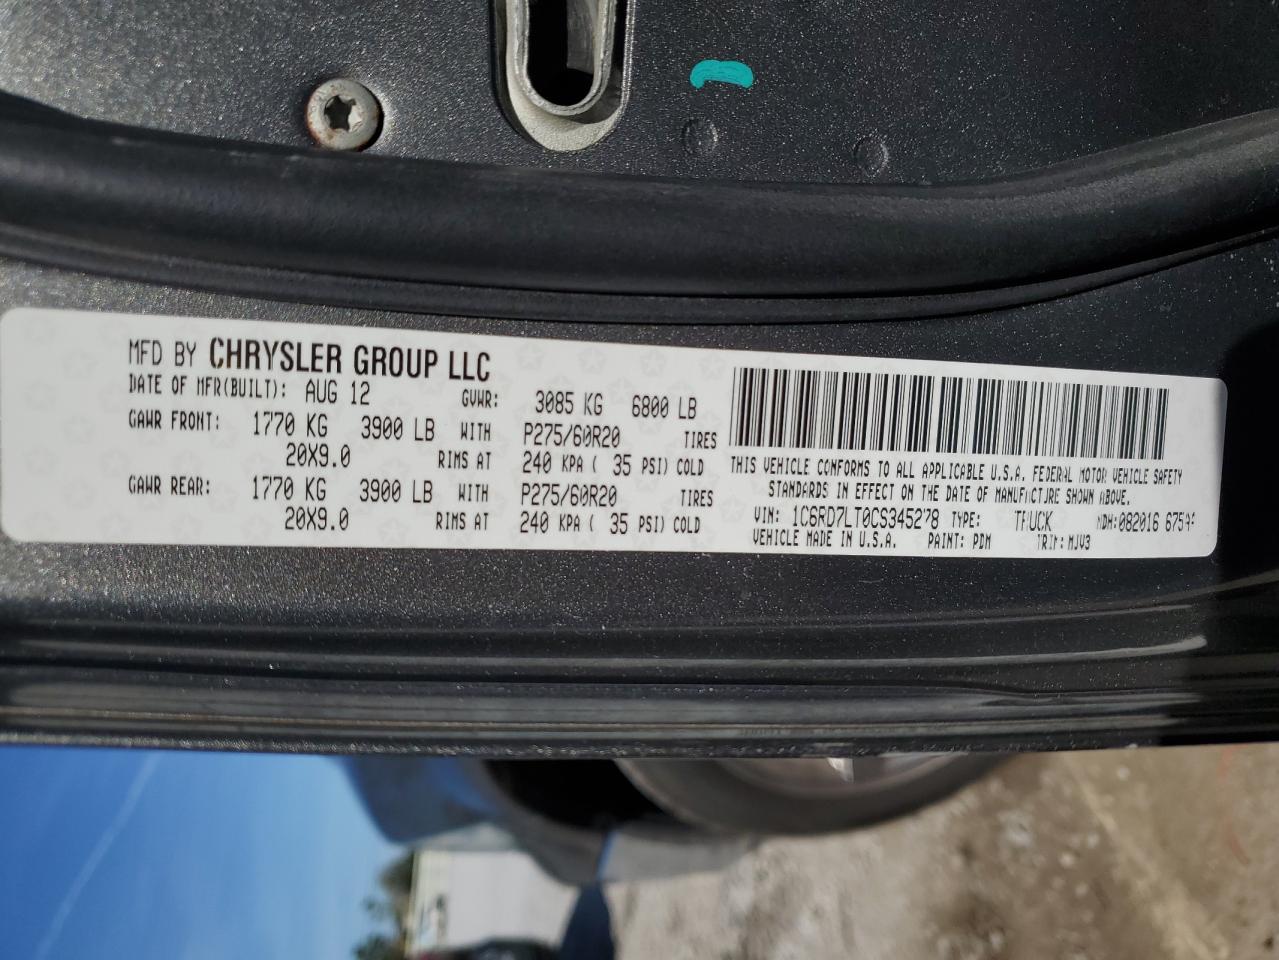 MFD BY CHRYSLER GROUP LLC
DATE OF MFR(BUILT): AUG 12 GVWR: 3085 KG 6800 LB
GAWR FRONT: 1770 KG 3900 LB WITH P275/60R20 TIRES
20X9.0 RIMS AT 240 KPA ( 35 PSI) COLD
GAWR REAR: 1770 KG 3900 LB WITH P275/60R20 TIRES
20X9.0 RIMS AT 240 KPA ( 35 PSI) COLD
THIS VEHICLE CONFORMS TO ALL APPLICABLE U.S.A. FEDERAL MOTOR VEHICLE SAFETY
STANDARDS IN EFFECT ON THE DATE OF MANUFACTURE SHOWN ABOVE.
VIN: 1C6RD7LT0CS345278 TYPE: TRUCK MDH: 082016
VEHICLE MADE IN U.S.A. PAINT: PDM TRIM: MJV3